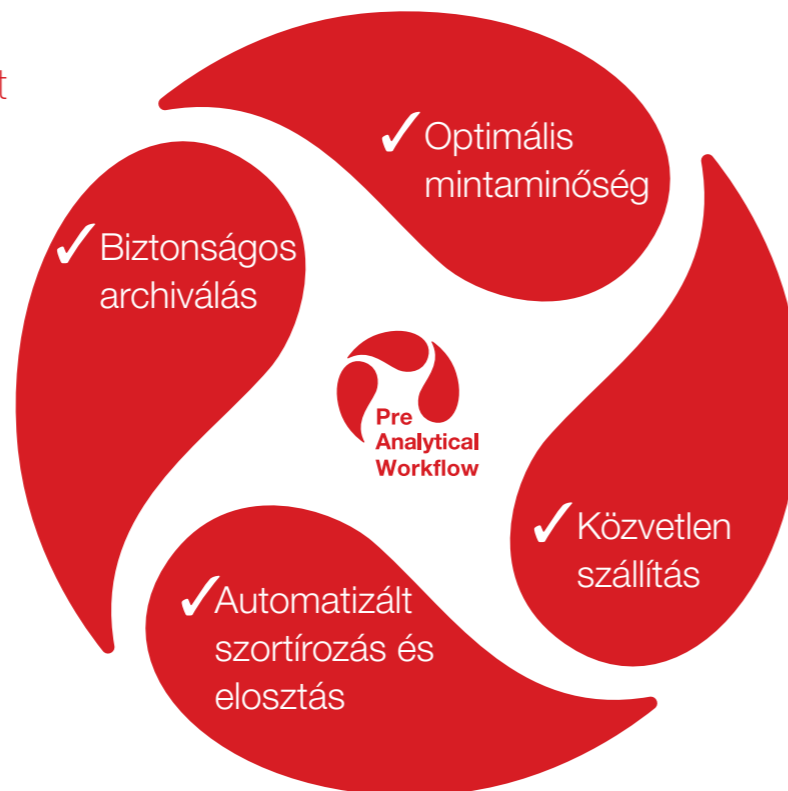 t
✓ Optimális
mintaminőség
✓ Biztonságos
archiválás
Pre
Analytical
Workflow
✓ Közvetlen
szállítás
✓ Automatizált
szortírozás és
elosztás